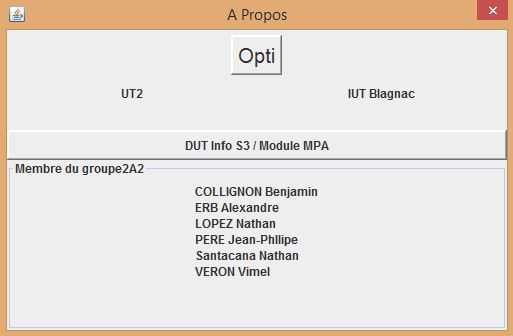 A Propos
Opti
UT2 IUT Blagnac
DUT Info S3 / Module MPA
Membre du groupe2A2
COLLIGNON Benjamin
ERB Alexandre
LOPEZ Nathan
PERE Jean-Phllipe
Santacana Nathan
VERON Vimel